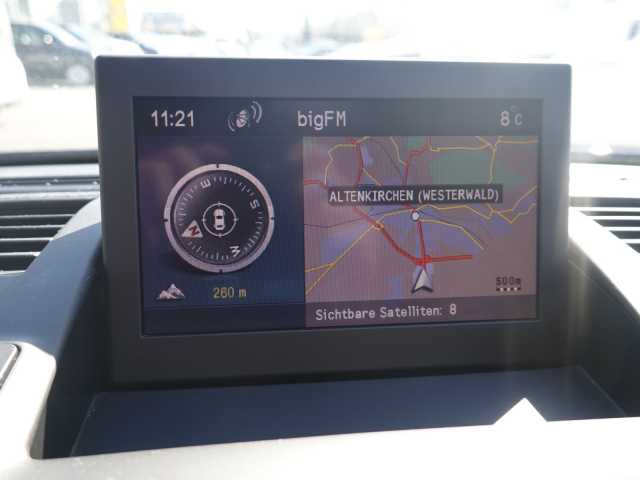 11:21 bigFM 8°C
ALTENKIRCHEN (WESTERWALD)
E S N W
500m
260 m
Sichtbare Satelliten: 8